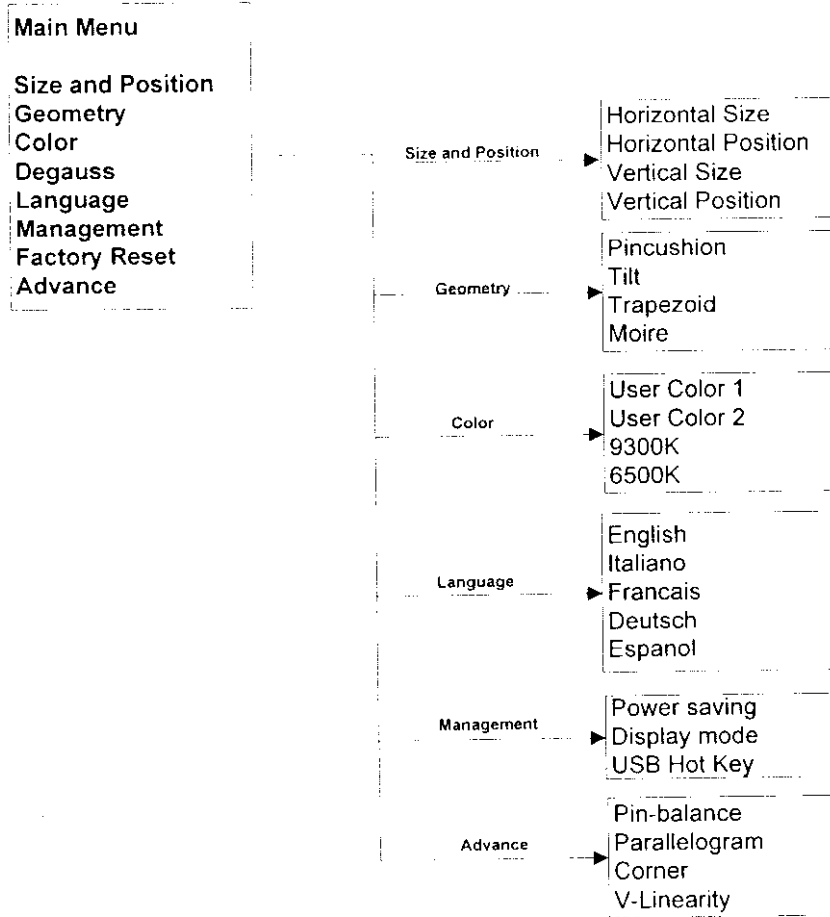 Main Menu
Size and Position
Geometry
Color
Degauss
Language
Management
Factory Reset
Advance
Size and Position
Horizontal Size
Horizontal Position
Vertical Size
Vertical Position
Geometry
Pincushion
Tilt
Trapezoid
Moire
Color
User Color 1
User Color 2
9300K
6500K
Language
English
Italiano
Francais
Deutsch
Espanol
Management
Power saving
Display mode
USB Hot Key
Advance
Pin-balance
Parallelogram
Corner
V-Linearity